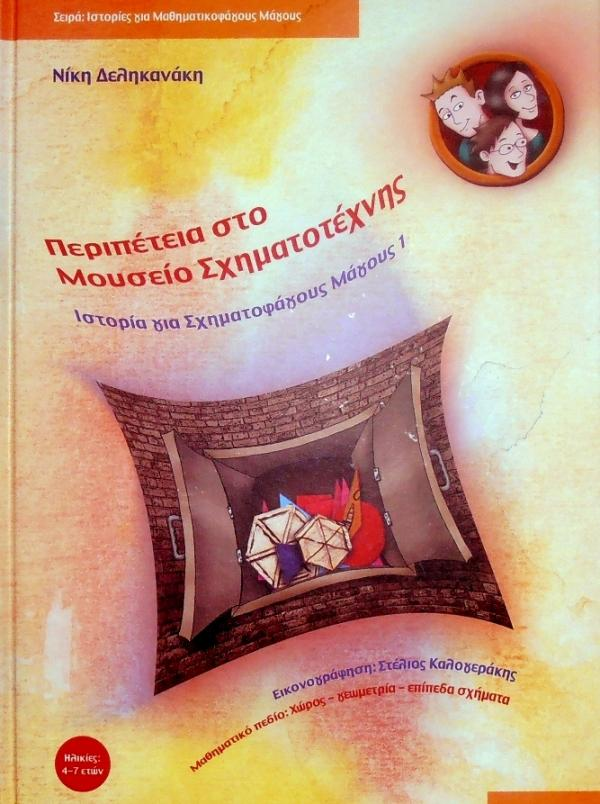 Σειρά: Ιστορίες για Μαθηματικοφάγους Μάγους
Νίκη Δεληκανάκη
Περιπέτεια στο
Μουσείο Σχηματοτέχνης
Ιστορία για Σχηματοφάγους Μάγους 1
Εικονογράφηση: Στέλιος Καλογεράκης
Μαθηματικό πεδίο: Χώρος – γεωμετρία – επίπεδα σχήματα
Ηλικίες:
4–7 ετών